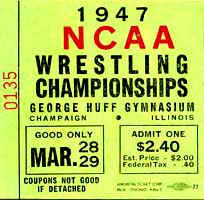 1947
NCAA
WRESTLING
CHAMPIONSHIPS
GEORGE HUFF GYMNASIUM
CHAMPAIGN ILLINOIS
0135
GOOD ONLY
MAR. 28
29
COUPONS NOT GOOD
IF DETACHED
ADMIT ONE
$2.40
Est. Price - $2.00
Federal Tax - .40